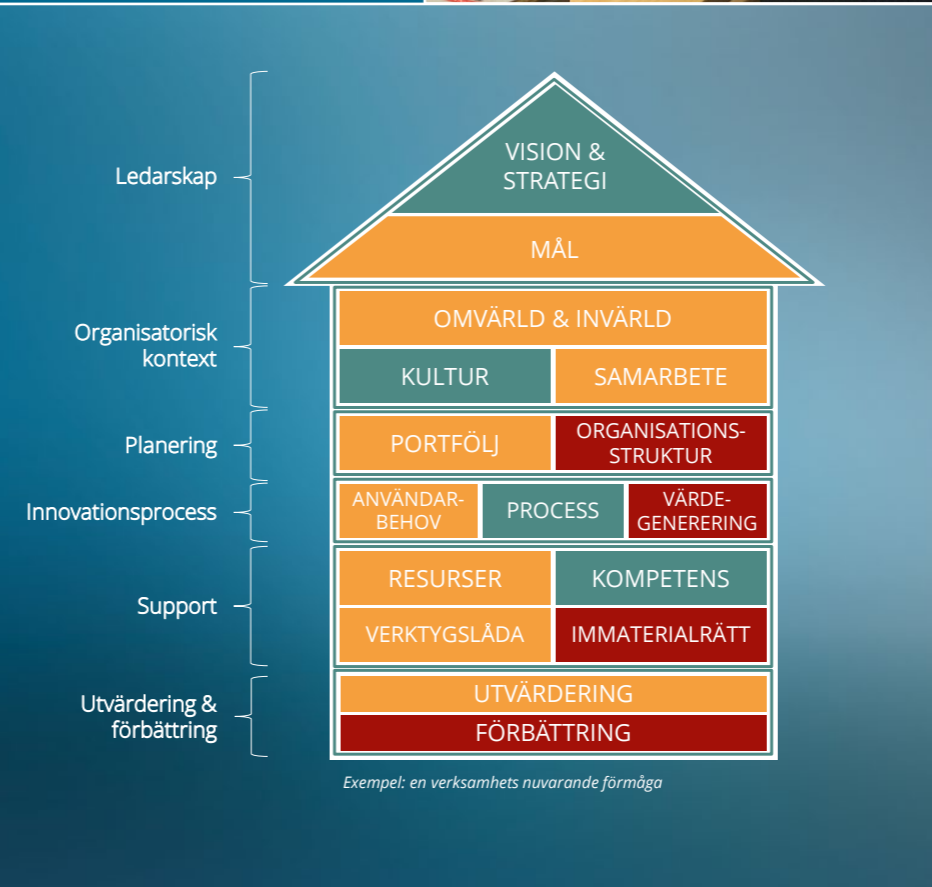 Ledarskap
VISION &
STRATEGI
MÅL
Organisatorisk
kontext
OMVÄRLD & INVÄRLD
KULTUR
SAMARBETE
Planering
PORTFÖLJ
ORGANISATIONS-
STRUKTUR
Innovationsprocess
ANVÄNDAR-
BEHOV
PROCESS
VÄRDE-
GENERERING
Support
RESURSER
KOMPETENS
VERKTYGSLÅDA
IMMATERIALRÄTT
Utvärdering &
förbättring
UTVÄRDERING
FÖRBÄTTRING
Exempel: en verksamhets nuvarande förmåga